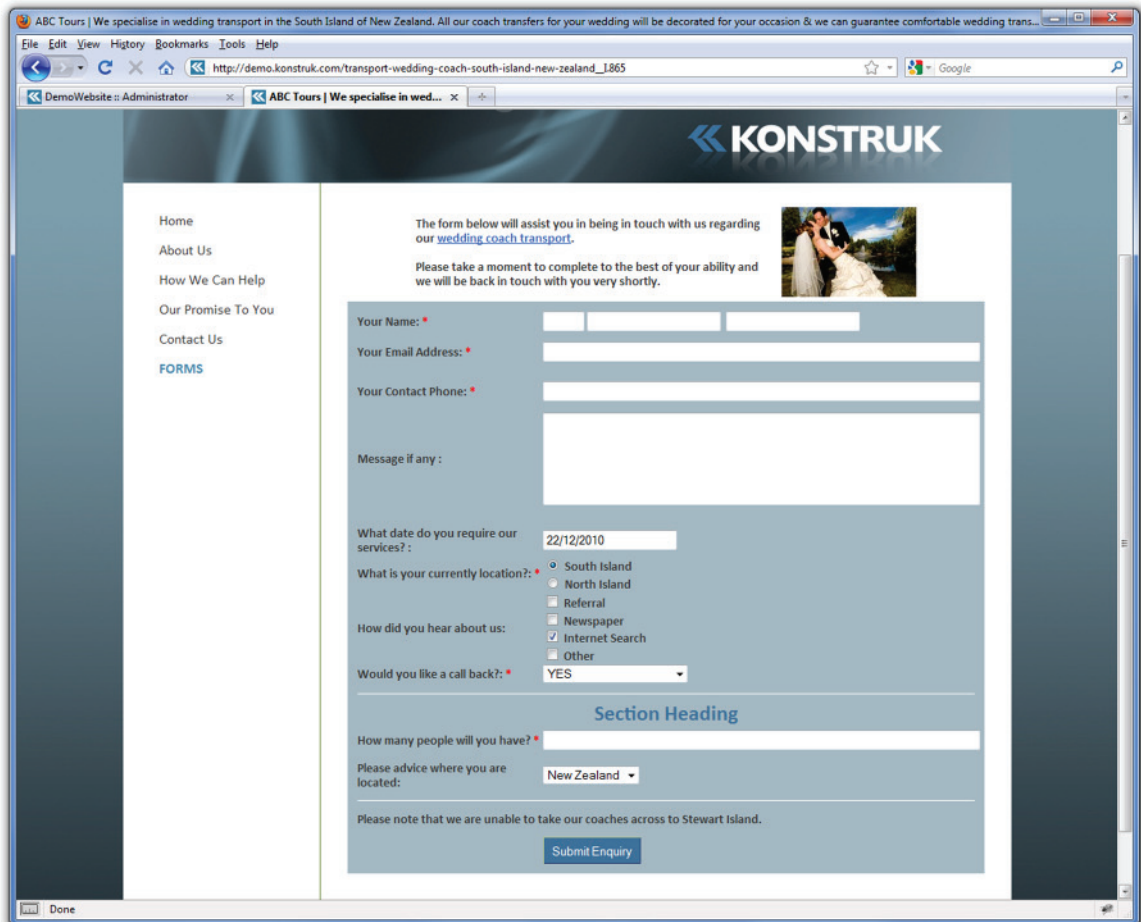 ABC Tours | We specialise in wedding transport in the South Island of New Zealand. All our coach transfers for your wedding will be decorated for your occasion & we can guarantee comfortable wedding trans...
File Edit View History Bookmarks Tools Help
http://demo.konstruk.com/transport-wedding-coach-south-island-new-zealand__I.865
Google
DemoWebsite :: Administrator
ABC Tours | We specialise in wed...
KONSTRUK
Home
About Us
How We Can Help
Our Promise To You
Contact Us
FORMS
The form below will assist you in being in touch with us regarding
our wedding coach transport.
Please take a moment to complete to the best of your ability and
we will be back in touch with you very shortly.
Your Name: *
Your Email Address: *
Your Contact Phone: *
Message if any :
What date do you require our
services? :
22/12/2010
What is your currently location?: *
South Island
North Island
How did you hear about us:
Referral
Newspaper
Internet Search
Other
Would you like a call back?: *
YES
Section Heading
How many people will you have? *
Please advice where you are
located:
New Zealand
Please note that we are unable to take our coaches across to Stewart Island.
Submit Enquiry
Done